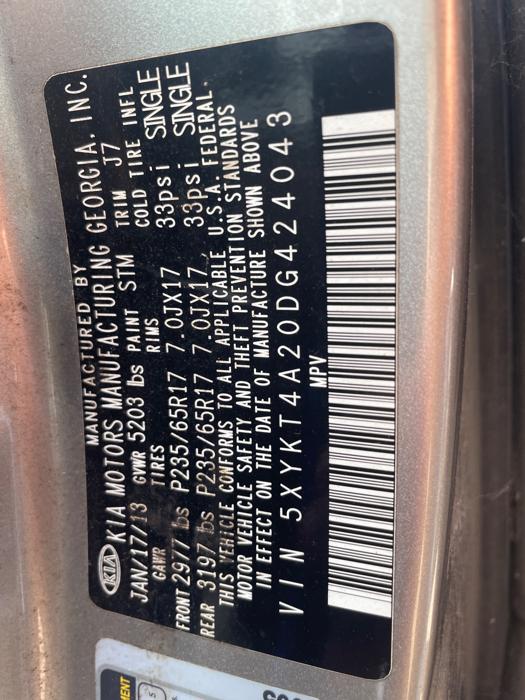 MANUFACTURED BY
KIA KIA MOTORS MANUFACTURING GEORGIA, INC.
JAN/17/13 GVWR 5203 lbs PAINT STM TRIM J7
GAWR TIRES RIMS COLD TIRE INFL
FRONT 2977 lbs P235/65R17 7.0JX17 33psi SINGLE
REAR 3197 lbs P235/65R17 7.0JX17 33psi SINGLE
THIS VEHICLE CONFORMS TO ALL APPLICABLE U.S.A. FEDERAL
MOTOR VEHICLE SAFETY AND THEFT PREVENTION STANDARDS
IN EFFECT ON THE DATE OF MANUFACTURE SHOWN ABOVE
VIN 5XYKT4A20DG424043
MPV